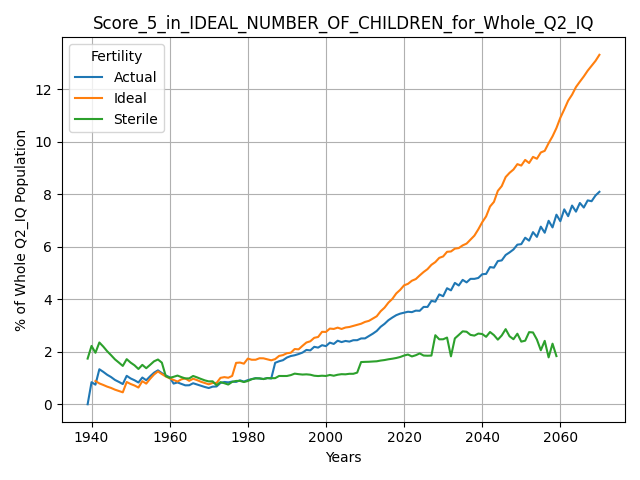 Score_5_in_IDEAL_NUMBER_OF_CHILDREN_for_Whole_Q2_IQ
Fertility
Actual
Ideal
Sterile
% of Whole Q2_IQ Population
12
10
8
6
4
2
0
1940 1960 1980 2000 2020 2040 2060
Years